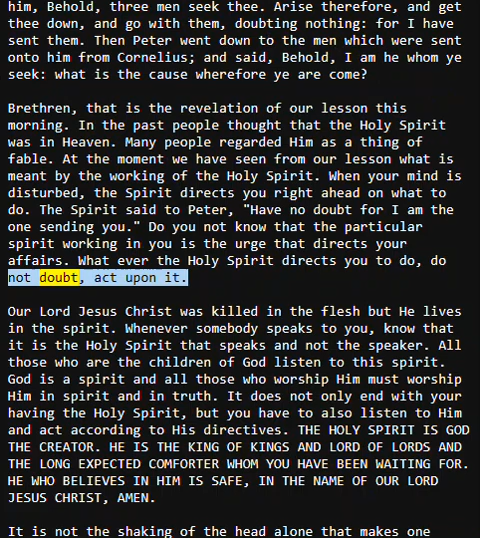 him, Behold, three men seek thee. Arise therefore, and get
thee down, and go with them, doubting nothing: for I have
sent them. Then Peter went down to the men which were sent
onto him from Cornelius; and said, Behold, I am he whom ye
seek: what is the cause wherefore ye are come?
Brethren, that is the revelation of our lesson this
morning. In the past people thought that the Holy Spirit
was in Heaven. Many people regarded Him as a thing of
fable. At the moment we have seen from our lesson what is
meant by the working of the Holy Spirit. When your mind is
disturbed, the Spirit directs you right ahead on what to
do. The Spirit said to Peter, "Have no doubt for I am the
one sending you." Do you not know that the particular
spirit working in you is the urge that directs your
affairs. What ever the Holy Spirit directs you to do, do
not doubt, act upon it.
Our Lord Jesus Christ was killed in the flesh but He lives
in the spirit. Whenever somebody speaks to you, know that
it is the Holy Spirit that speaks and not the speaker. All
those who are the children of God listen to this spirit.
God is a spirit and all those who worship Him must worship
Him in spirit and in truth. It does not only end with your
having the Holy Spirit, but you have to also listen to Him
and act according to His directives. THE HOLY SPIRIT IS GOD
THE CREATOR. HE IS THE KING OF KINGS AND LORD OF LORDS AND
THE LONG EXPECTED COMFORTER WHOM YOU HAVE BEEN WAITING FOR.
HE WHO BELIEVES IN HIM IS SAFE, IN THE NAME OF OUR LORD
JESUS CHRIST, AMEN.
It is not the shaking of the head alone that makes one